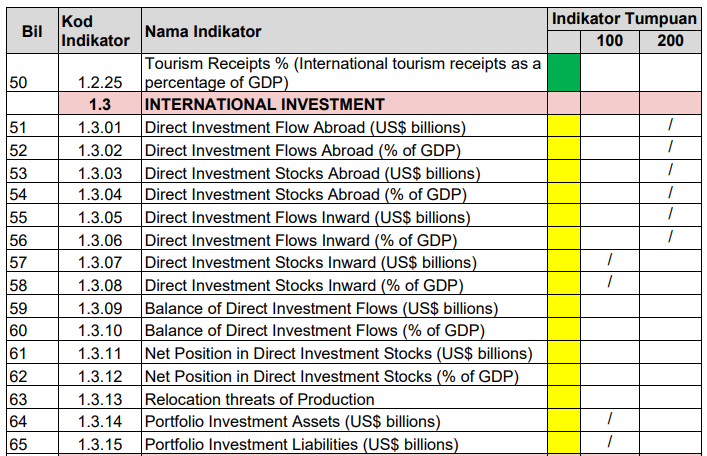 Bil Kod Indikator Nama Indikator Indikator Tumpuan
100 200
50 1.2.25 Tourism Receipts % (International tourism receipts as a percentage of GDP)
1.3 INTERNATIONAL INVESTMENT
51 1.3.01 Direct Investment Flow Abroad (US$ billions) /
52 1.3.02 Direct Investment Flows Abroad (% of GDP) /
53 1.3.03 Direct Investment Stocks Abroad (US$ billions) /
54 1.3.04 Direct Investment Stocks Abroad (% of GDP) /
55 1.3.05 Direct Investment Flows Inward (US$ billions) /
56 1.3.06 Direct Investment Flows Inward (% of GDP) /
57 1.3.07 Direct Investment Stocks Inward (US$ billions) /
58 1.3.08 Direct Investment Stocks Inward (% of GDP) /
59 1.3.09 Balance of Direct Investment Flows (US$ billions)
60 1.3.10 Balance of Direct Investment Flows (% of GDP)
61 1.3.11 Net Position in Direct Investment Stocks (US$ billions)
62 1.3.12 Net Position in Direct Investment Stocks (% of GDP)
63 1.3.13 Relocation threats of Production
64 1.3.14 Portfolio Investment Assets (US$ billions) /
65 1.3.15 Portfolio Investment Liabilities (US$ billions) /